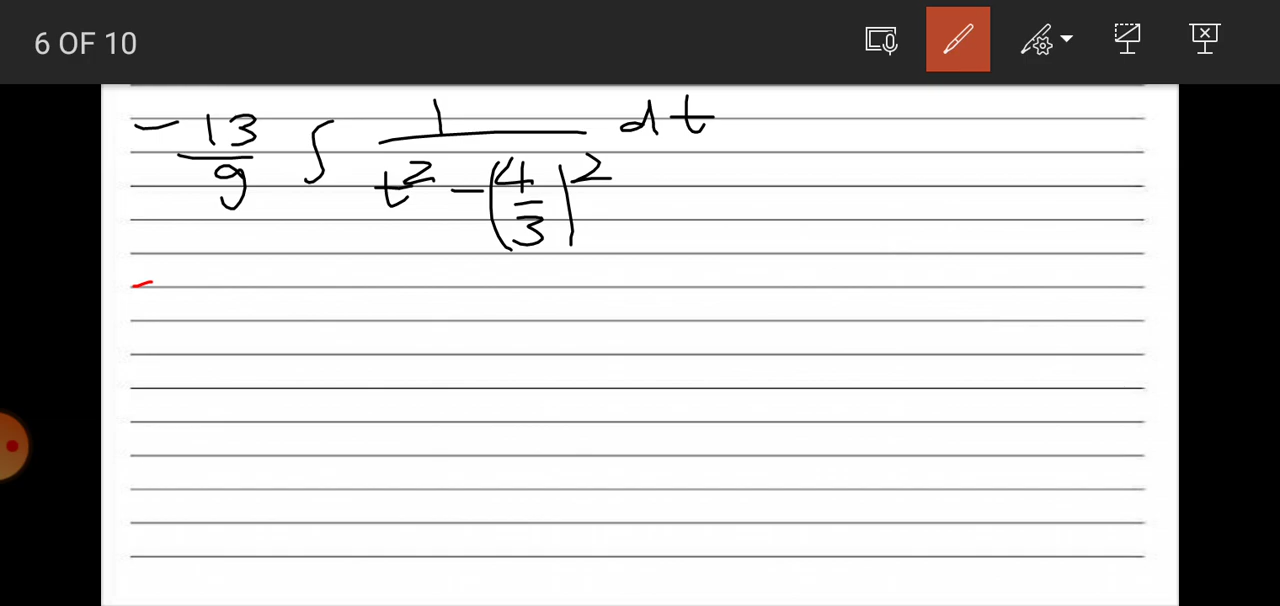 6 OF 10
-13/9 ∫ 1/(t² - (4/3)²) dt
-